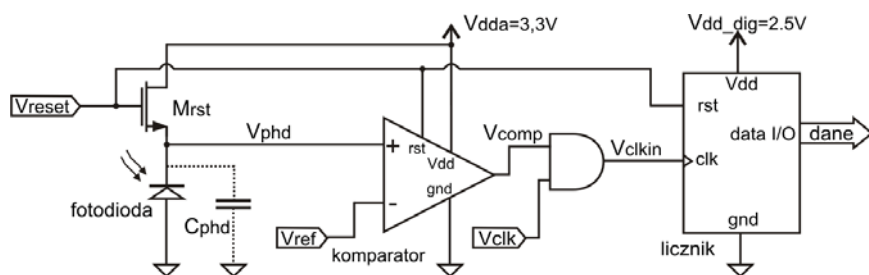 Vdda=3,3V
Vdd_dig=2.5V
Vreset
Mrst
Vphd
rst
Vdd
gnd
+
-
Vcomp
Vclkin
Vdd
rst
data I/O
clk
gnd
dane
fotodioda
Cphd
Vref
komparator
Vclk
licznik